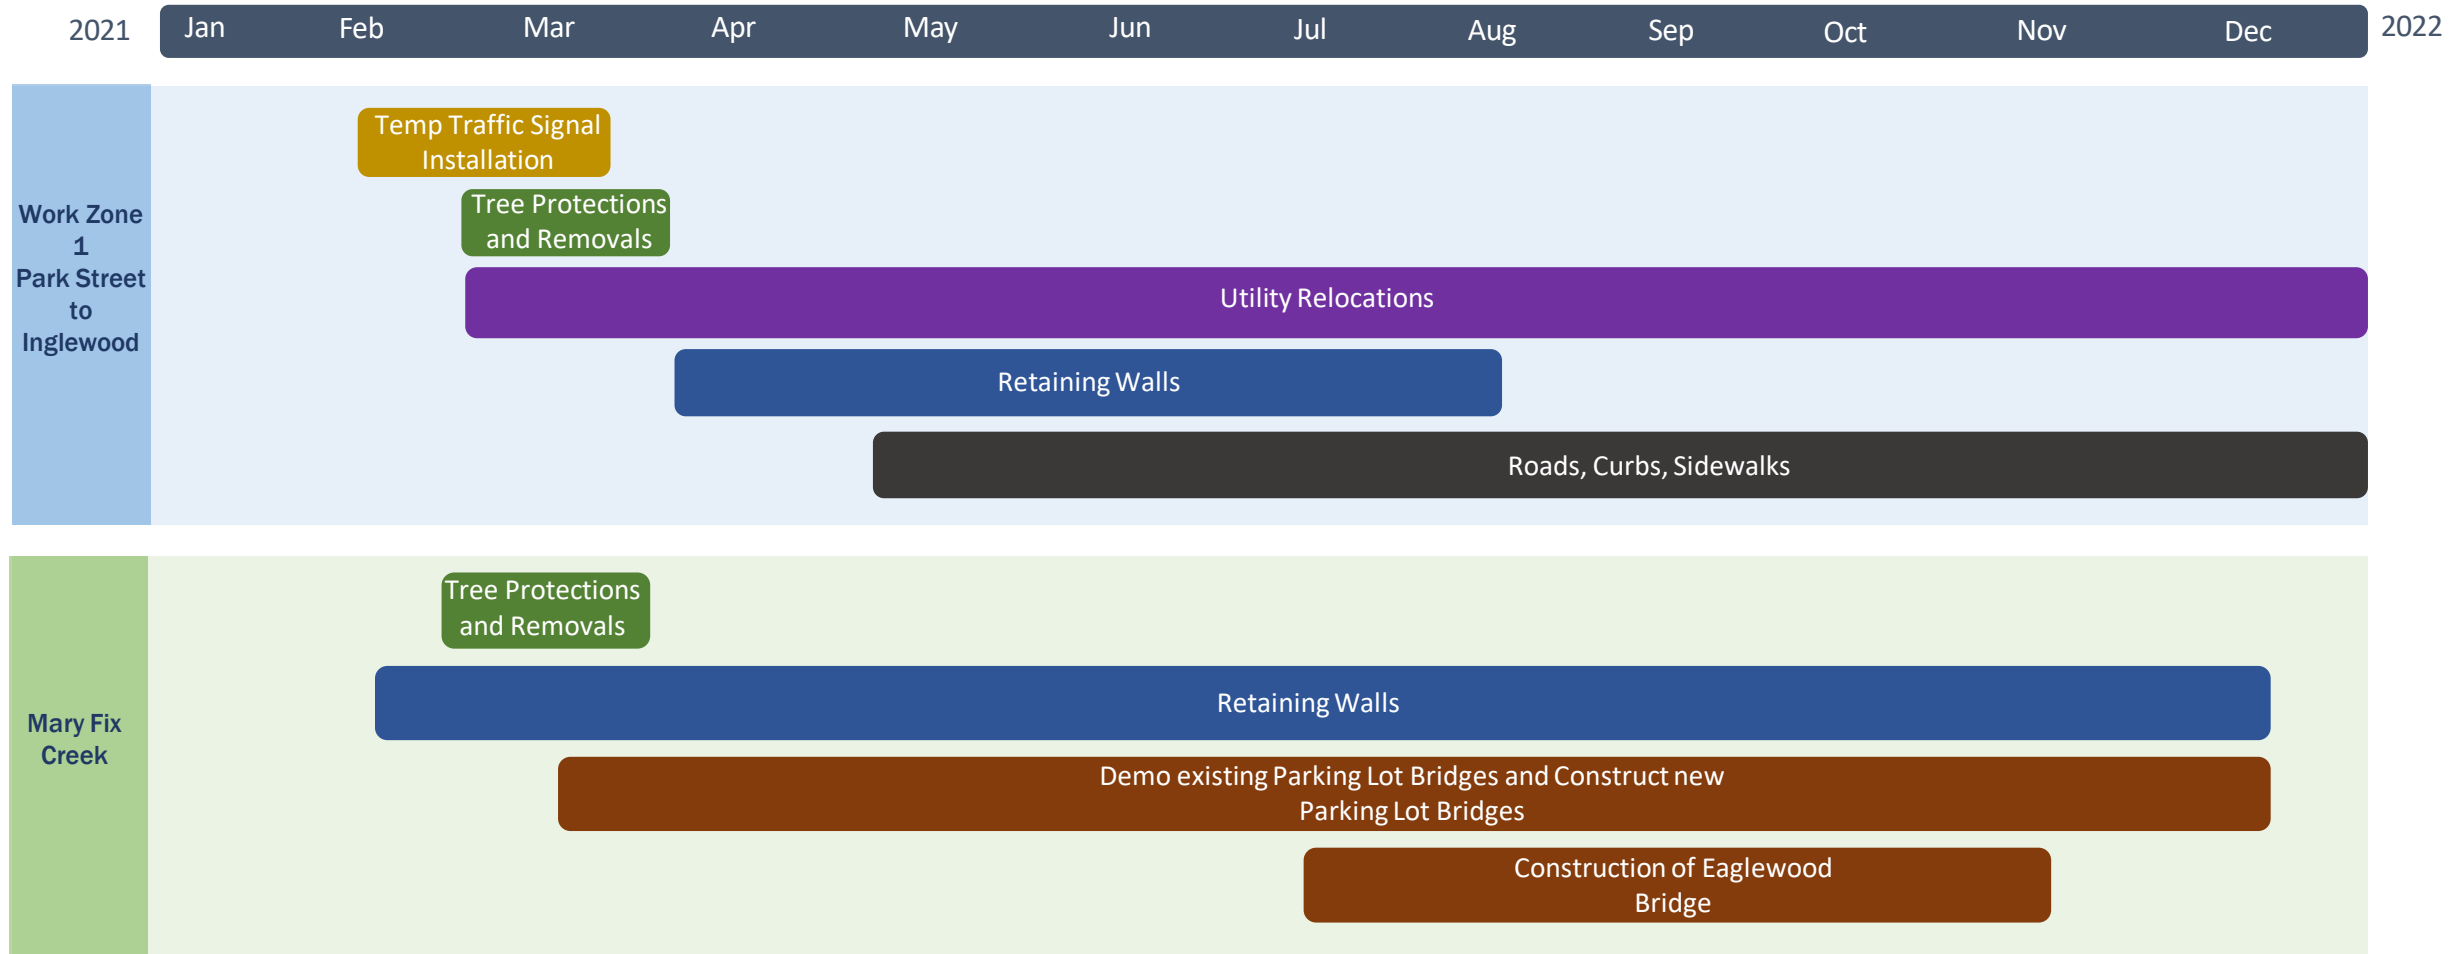 2021 Jan Feb Mar Apr May Jun Jul Aug Sep Oct Nov Dec 2022
Work Zone
1
Park Street
to
Inglewood
Temp Traffic Signal
Installation
Tree Protections
and Removals
Utility Relocations
Retaining Walls
Roads, Curbs, Sidewalks
Mary Fix
Creek
Tree Protections
and Removals
Retaining Walls
Demo existing Parking Lot Bridges and Construct new
Parking Lot Bridges
Construction of Eaglewood
Bridge